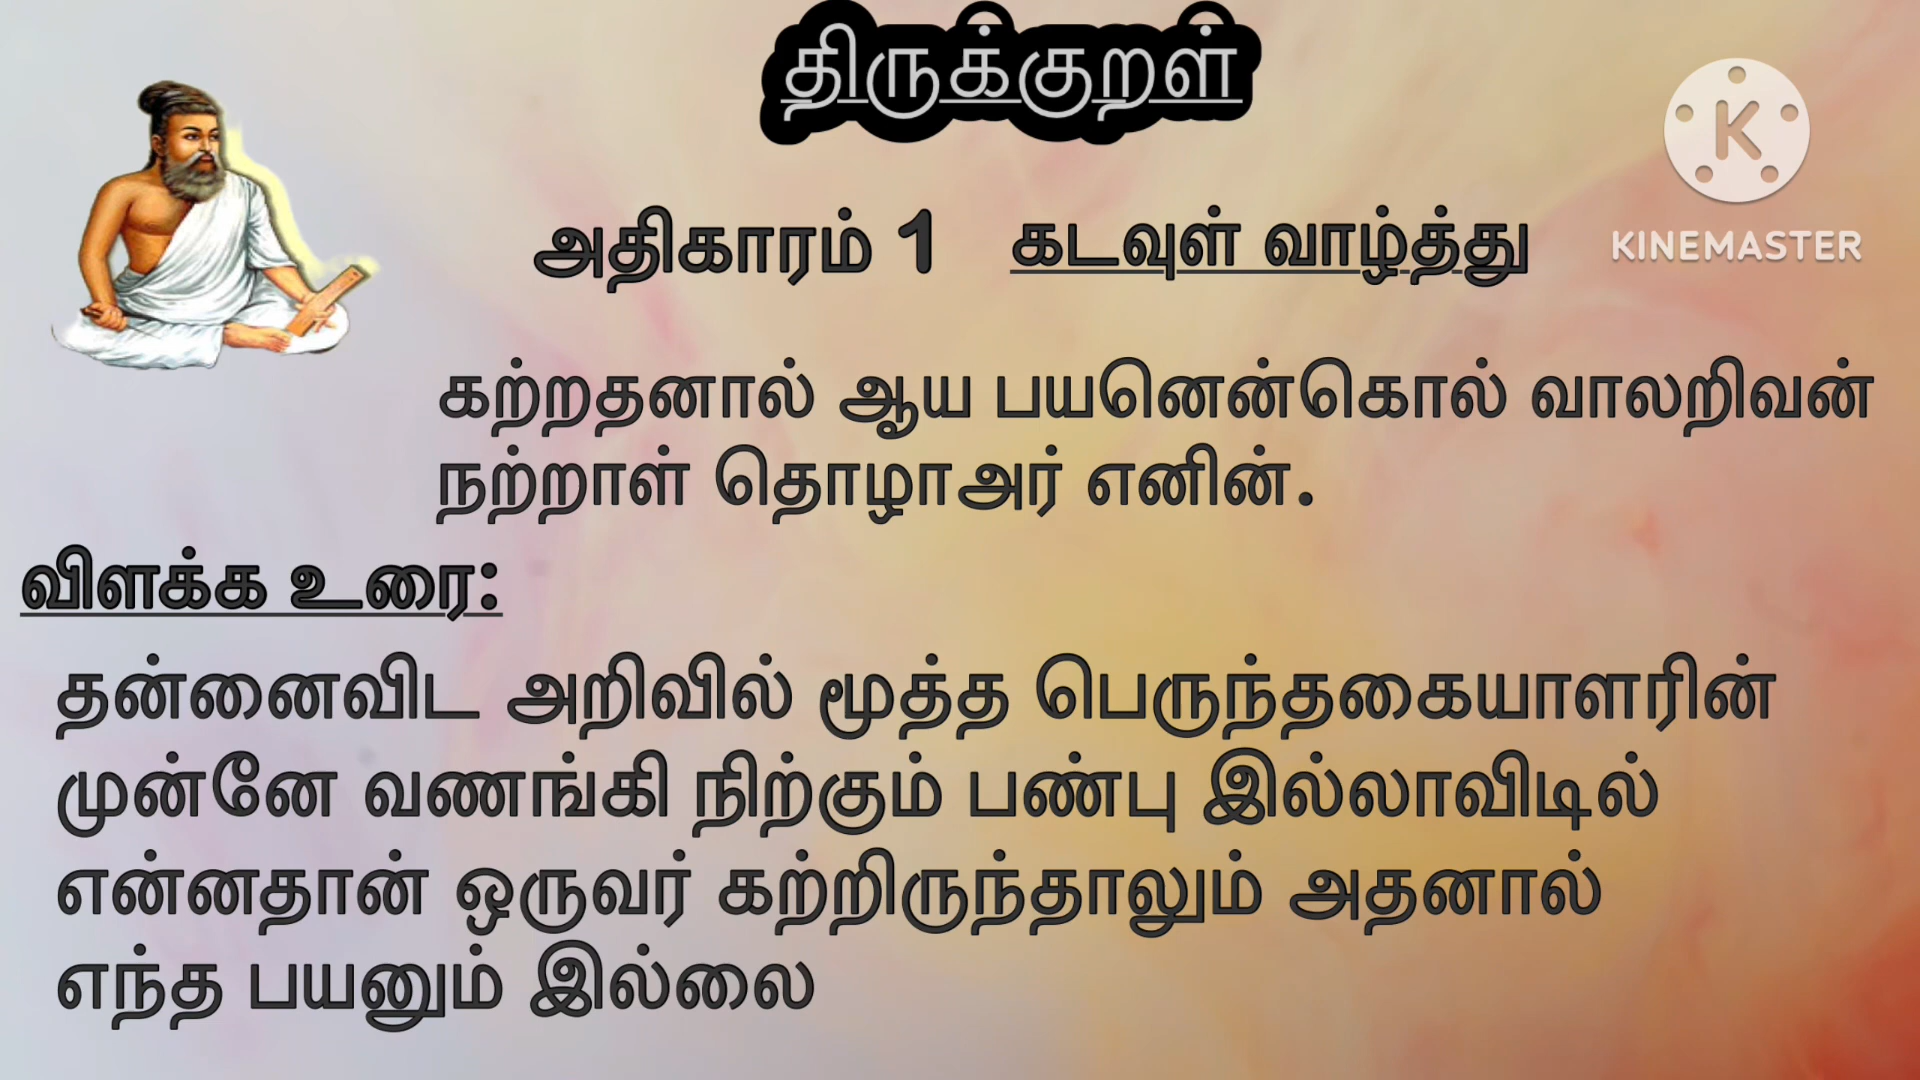 திருக்குறள்
அதிகாரம் 1 கடவுள் வாழ்த்து
KINEMASTER
கற்றதனால் ஆய பயனென்கொல் வாலறிவன்
நற்றாள் தொழாஅர் எனின்.
விளக்க உரை:
தன்னைவிட அறிவில் மூத்த பெருந்தகையாளரின்
முன்னே வணங்கி நிற்கும் பண்பு இல்லாவிடில்
என்னதான் ஒருவர் கற்றிருந்தாலும் அதனால்
எந்த பயனும் இல்லை